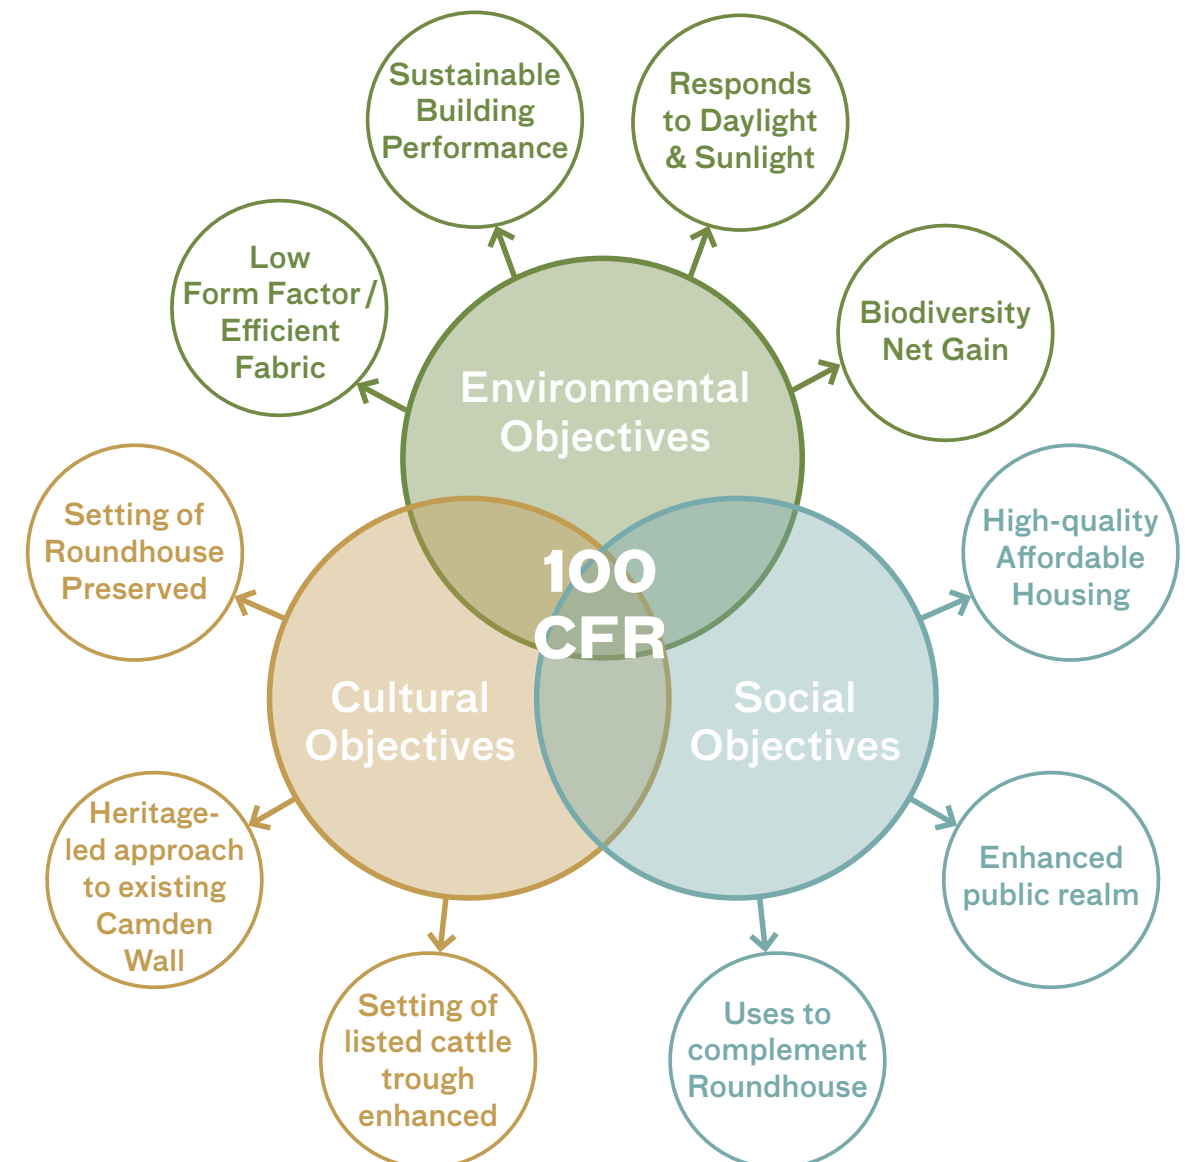 Sustainable
Building
Performance
Responds
to Daylight
& Sunlight
Low
Form Factor /
Efficient
Fabric
Biodiversity
Net Gain
Environmental
Objectives
Setting of
Roundhouse
Preserved
High-quality
Affordable
Housing
100
CFR
Cultural
Objectives
Social
Objectives
Heritage-
led approach
to existing
Camden
Wall
Enhanced
public realm
Setting of
listed cattle
trough
enhanced
Uses to
complement
Roundhouse